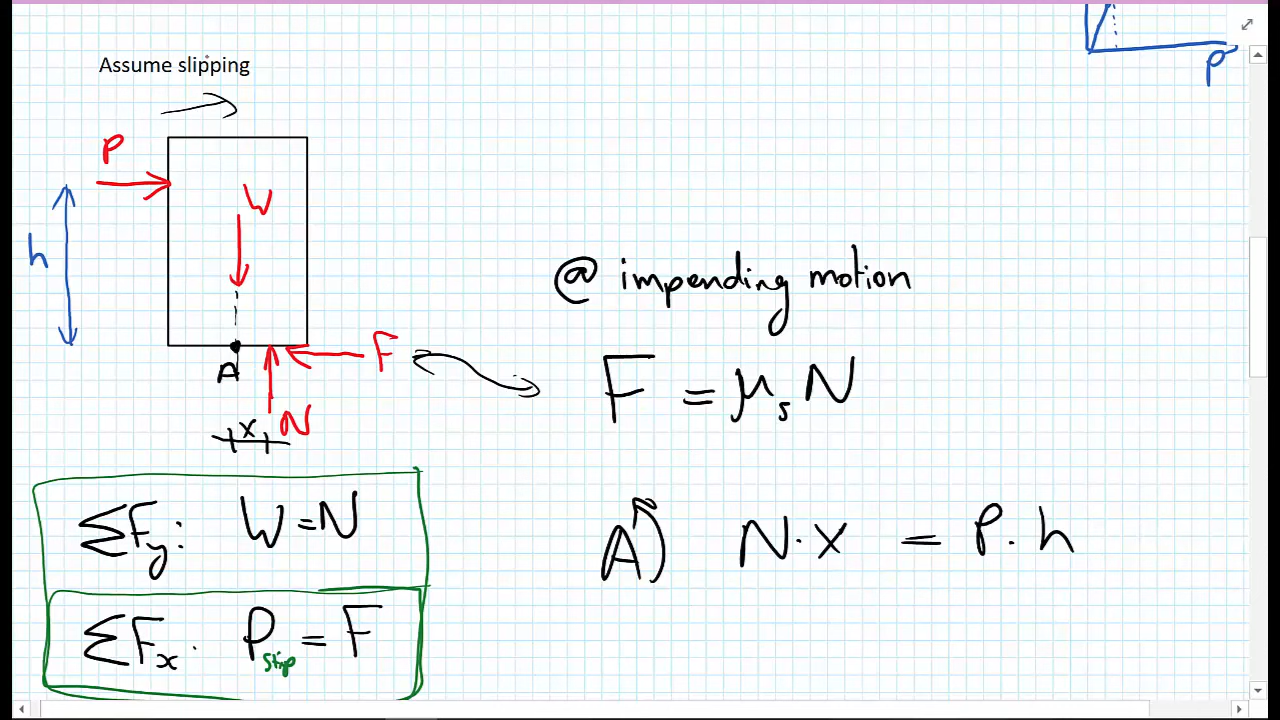 Assume slipping
P
P
W
h
@ impending motion
F
F = μs N
A
N
x
ΣFy: W = N
A) N·x = P·h
ΣFx: Pslip = F